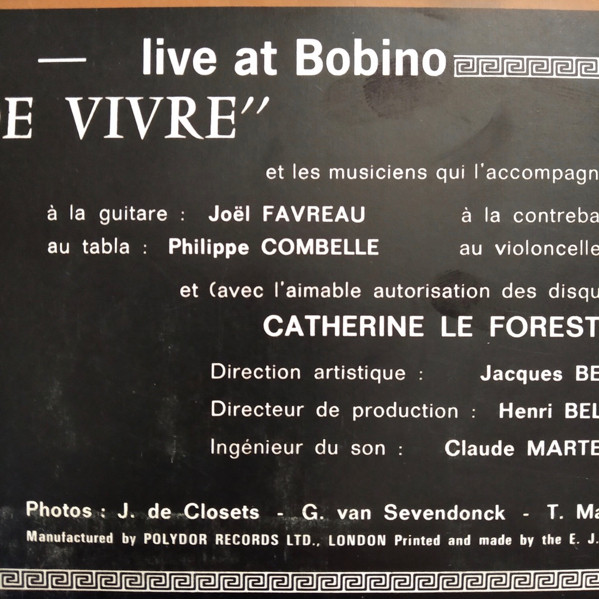 — live at Bobino
E VIVRE”
et les musiciens qui l'accompagn
à la guitare : Joël FAVREAU à la contreba
au tabla : Philippe COMBELLE au violoncelle
et (avec l'aimable autorisation des disqu
CATHERINE LE FOREST
Direction artistique : Jacques BE
Directeur de production : Henri BEL
Ingénieur du son : Claude MARTE
Photos : J. de Closets - G. van Sevendonck - T. Ma
Manufactured by POLYDOR RECORDS LTD., LONDON Printed and made by the E. J.